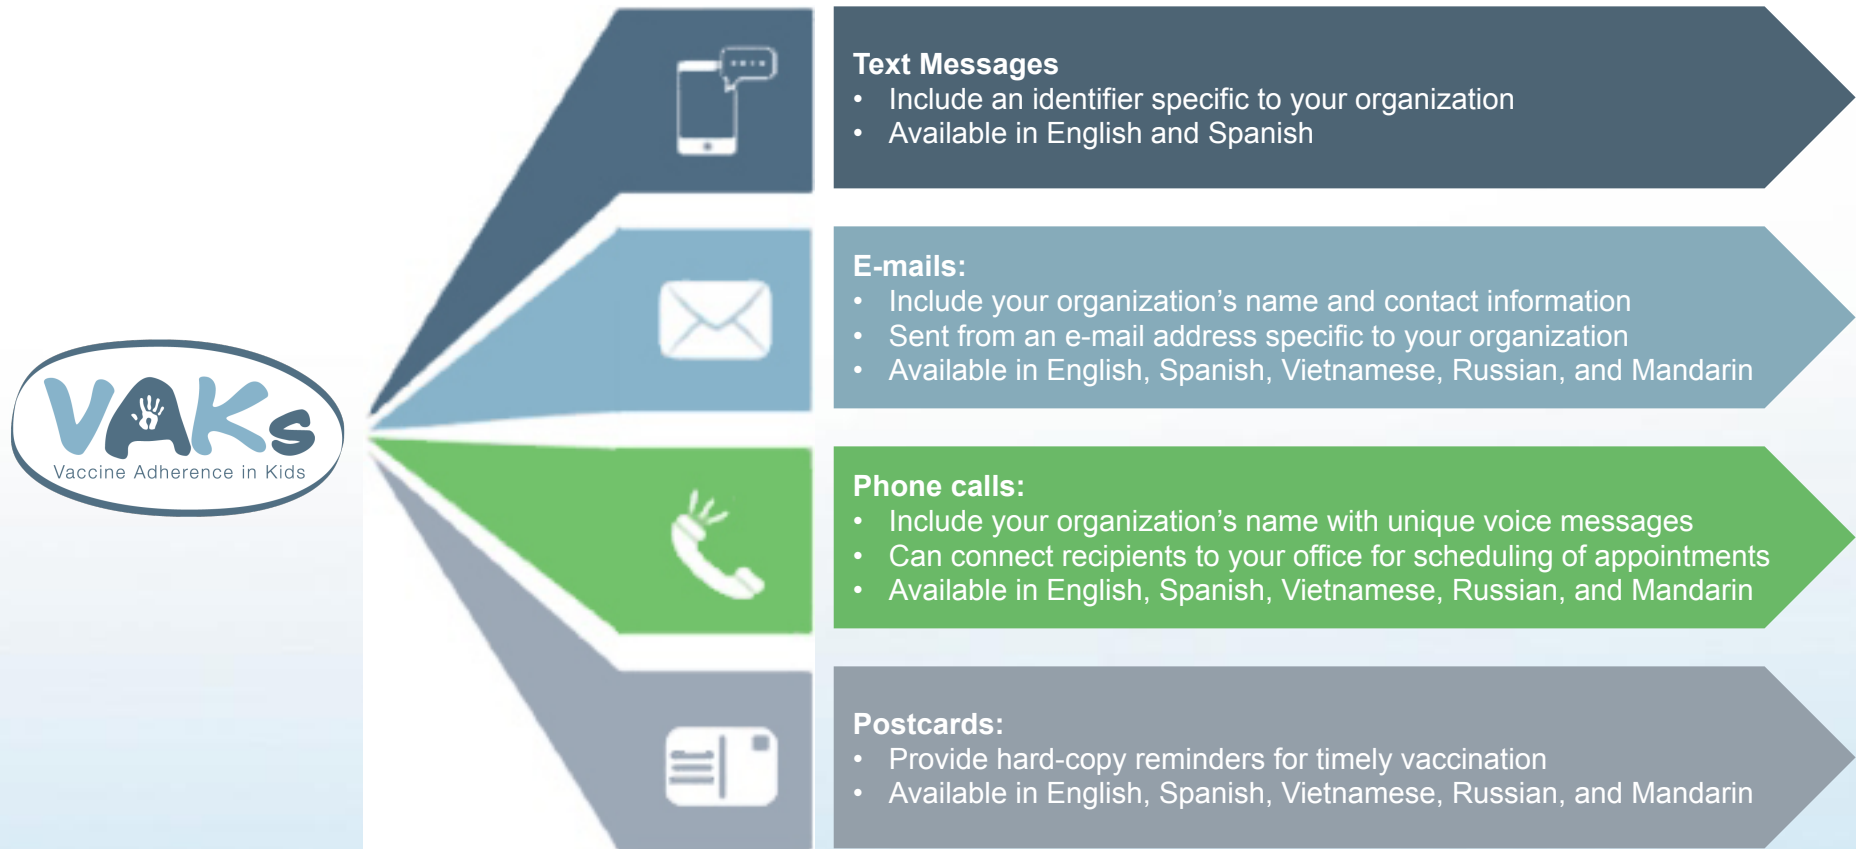 VAKs
Vaccine Adherence in Kids
Text Messages
• Include an identifier specific to your organization
• Available in English and Spanish
E-mails:
• Include your organization’s name and contact information
• Sent from an e-mail address specific to your organization
• Available in English, Spanish, Vietnamese, Russian, and Mandarin
Phone calls:
• Include your organization’s name with unique voice messages
• Can connect recipients to your office for scheduling of appointments
• Available in English, Spanish, Vietnamese, Russian, and Mandarin
Postcards:
• Provide hard-copy reminders for timely vaccination
• Available in English, Spanish, Vietnamese, Russian, and Mandarin